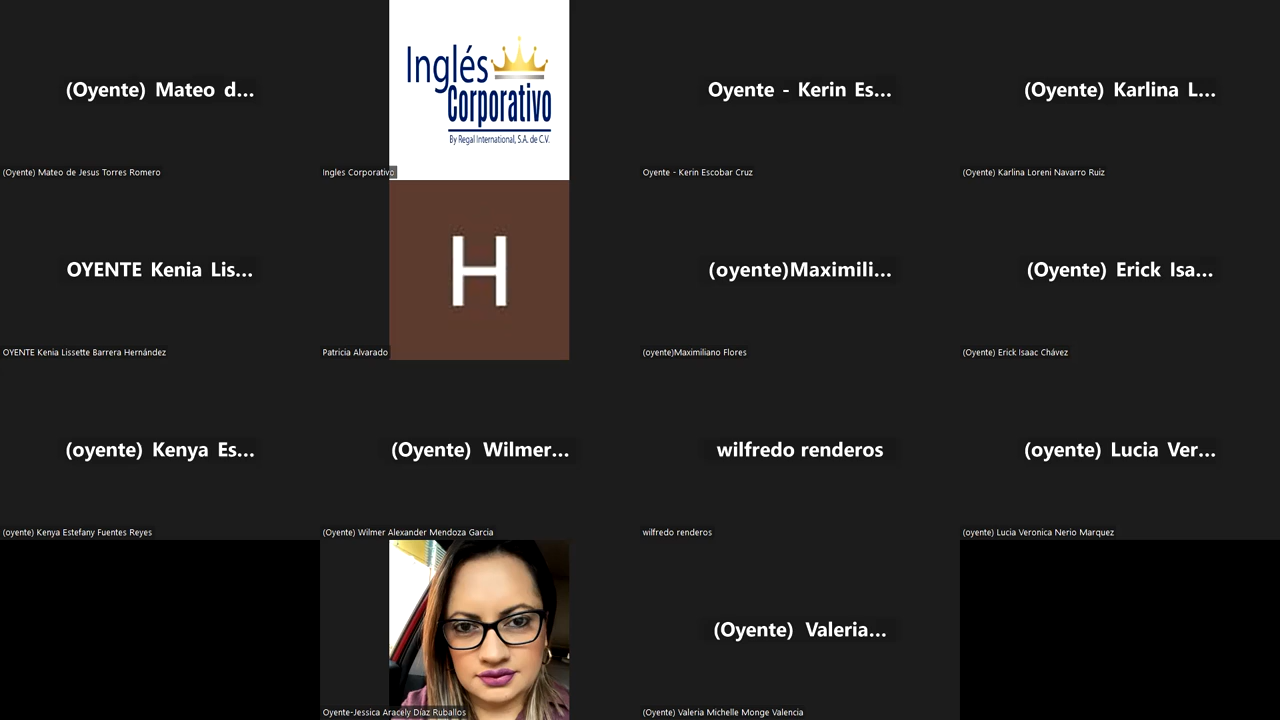 (Oyente) Mateo d...
(Oyente) Mateo de Jesus Torres Romero
Inglés
Corporativo
By Regal International, S.A. de C.V.
Ingles Corporativo
Oyente - Kerin Es...
Oyente - Kerin Escobar Cruz
(Oyente) Karlina L...
(Oyente) Karlina Loreni Navarro Ruiz
OYENTE Kenia Lis...
OYENTE Kenia Lissette Barrera Hernández
H
Patricia Alvarado
(oyente)Maximili...
(oyente)Maximiliano Flores
(Oyente) Erick Isa...
(Oyente) Erick Isaac Chávez
(oyente) Kenya Es...
(oyente) Kenya Estefany Fuentes Reyes
(Oyente) Wilmer...
(Oyente) Wilmer Alexander Mendoza Garcia
wilfredo renderos
wilfredo renderos
(oyente) Lucia Ver...
(oyente) Lucia Veronica Nerio Marquez
Oyente-Jessica Aracely Díaz Ruballos
(Oyente) Valeria...
(Oyente) Valeria Michelle Monge Valencia